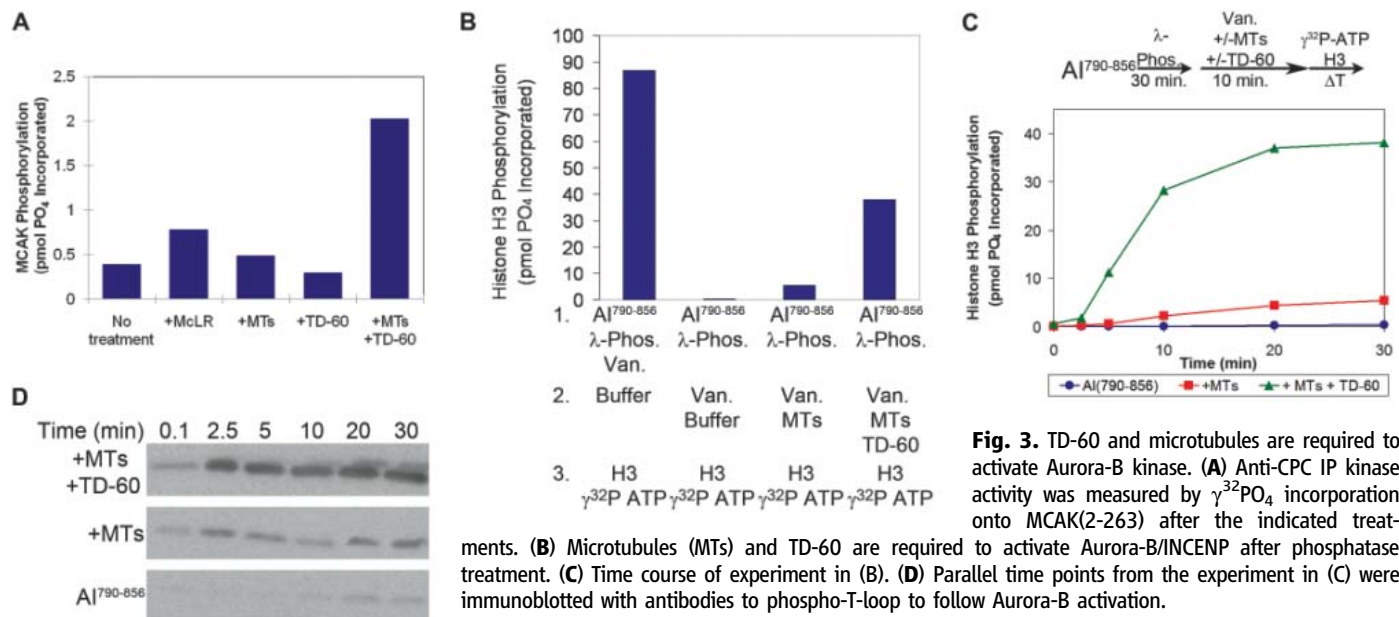 A
MCAK Phosphorylation
(pmol PO₄ Incorporated)
2.5
2
1.5
1
0.5
0
No
treatment
+McLR
+MTs
+TD-60
+MTs
+TD-60
B
Histone H3 Phosphorylation
(pmol PO₄ Incorporated)
100
90
80
70
60
50
40
30
20
10
0
1. AI⁷⁹⁰⁻⁸⁵⁶ AI⁷⁹⁰⁻⁸⁵⁶ AI⁷⁹⁰⁻⁸⁵⁶ AI⁷⁹⁰⁻⁸⁵⁶
λ-Phos. λ-Phos. λ-Phos. λ-Phos.
Van.
2. Buffer Van. Van. Van.
Buffer MTs MTs
TD-60
3. H3 H3 H3 H3
γ³²P ATP γ³²P ATP γ³²P ATP γ³²P ATP
C
Van.
λ- +/-MTs γ³²P-ATP
Phos. +/-TD-60 H3
AI⁷⁹⁰⁻⁸⁵⁶ 30 min. 10 min. ΔT
Histone H3 Phosphorylation
(pmol PO₄ Incorporated)
40
30
20
10
0
0 10 20 30
Time (min)
AI(790-856) +MTs + MTs + TD-60
D
Time (min) 0.1 2.5 5 10 20 30
+MTs
+TD-60
+MTs
AI⁷⁹⁰⁻⁸⁵⁶
Fig. 3. TD-60 and microtubules are required to
activate Aurora-B kinase. (A) Anti-CPC IP kinase
activity was measured by γ³²PO₄ incorporation
onto MCAK(2-263) after the indicated treat-
ments. (B) Microtubules (MTs) and TD-60 are required to activate Aurora-B/INCENP after phosphatase
treatment. (C) Time course of experiment in (B). (D) Parallel time points from the experiment in (C) were
immunoblotted with antibodies to phospho-T-loop to follow Aurora-B activation.